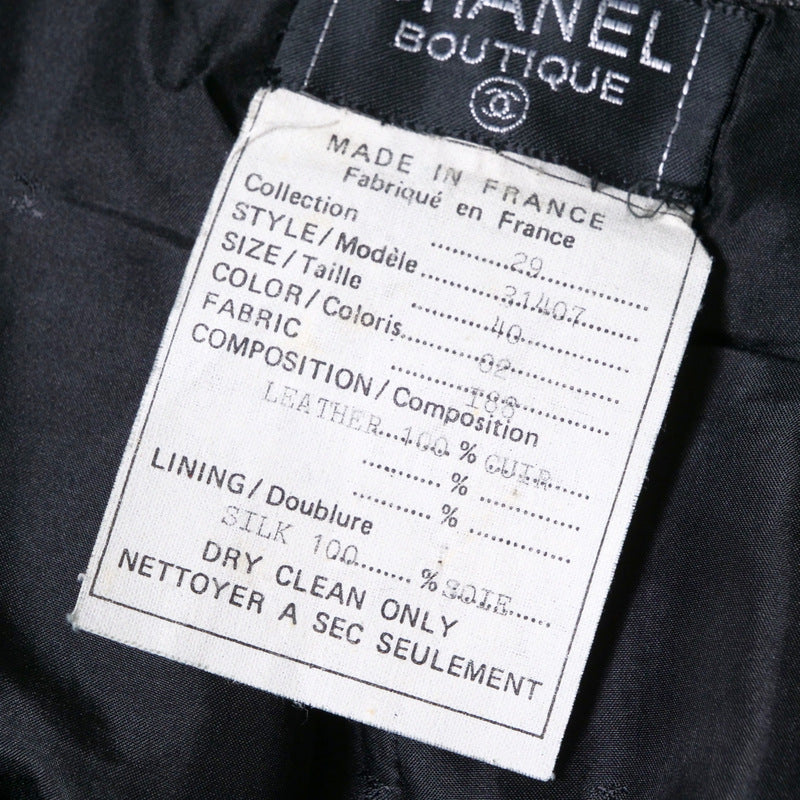 CHANEL
BOUTIQUE
MADE IN FRANCE
Fabriqué en France
Collection 29
STYLE/Modèle 31407
SIZE/Taille 40
COLOR/Coloris 02
FABRIC T88
COMPOSITION/Composition
LEATHER 100 % CUIR
%
%
LINING/Doublure
SILK 100 % SOIE
DRY CLEAN ONLY
NETTOYER A SEC SEULEMENT